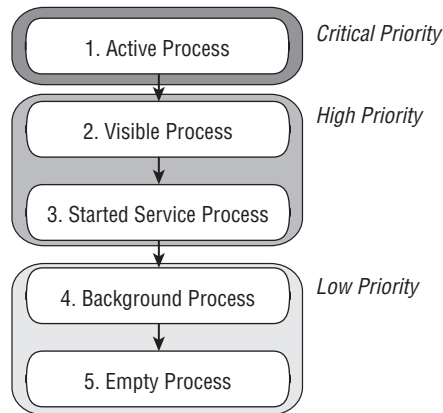 1. Active Process
Critical Priority
2. Visible Process
High Priority
3. Started Service Process
4. Background Process
Low Priority
5. Empty Process